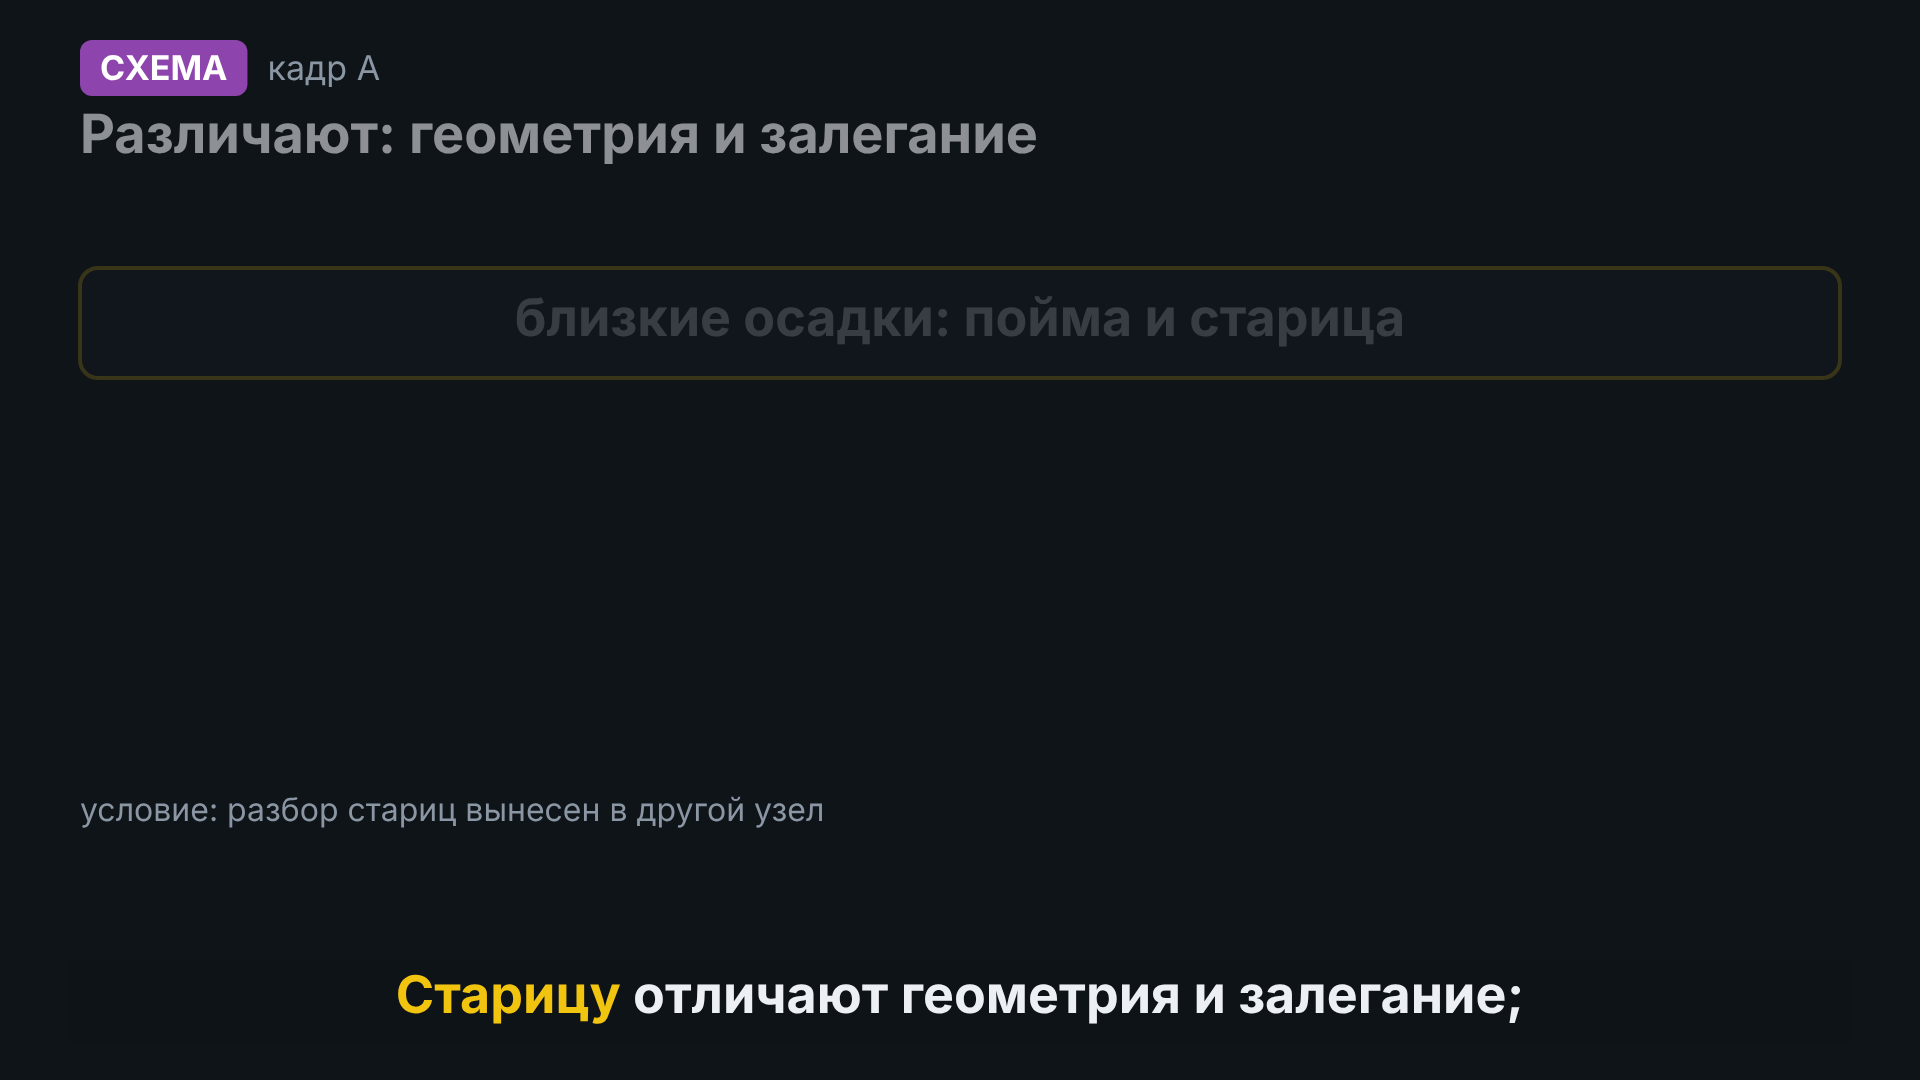 СХЕМА кадр А
Различают: геометрия и залегание
близкие осадки: пойма и старица
условие: разбор стариц вынесен в другой узел
Старицу отличают геометрия и залегание;